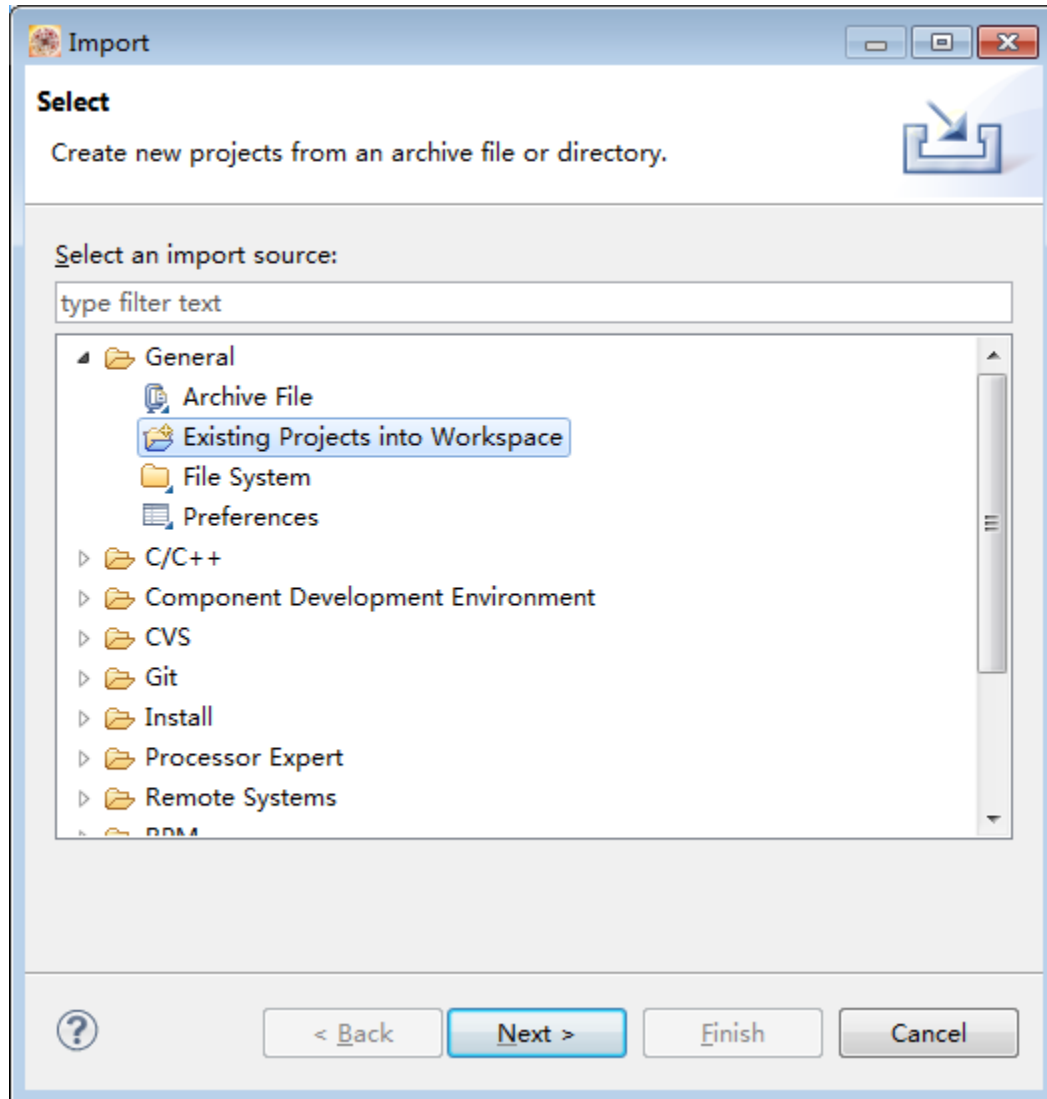 Import
Select
Create new projects from an archive file or directory.
Select an import source:
type filter text
General
Archive File
Existing Projects into Workspace
File System
Preferences
C/C++
Component Development Environment
CVS
Git
Install
Processor Expert
Remote Systems
RPM
?
< Back Next > Finish Cancel